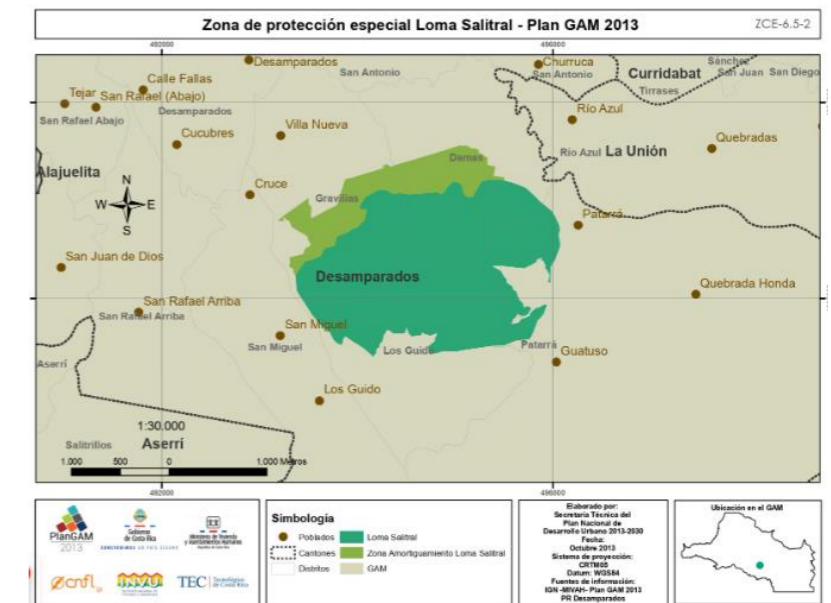 Zona de protección especial Loma Salitral - Plan GAM 2013
ZCE-6.5-2
492000
496000
Desamparados
San Antonio
Churruca
San Antonio
Curridabat
Sánchez
San Juan
San Diego
Tirrases
Calle Fallas
Tejar
San Rafael (Abajo)
San Rafael Abajo
Desamparados
Cucubres
Villa Nueva
Río Azul
Quebradas
Río Azul
La Unión
Damas
Alajuelita
N
W
E
S
Cruce
Gravilias
Patarrá
San Juan de Dios
Desamparados
Quebrada Honda
San Rafael Arriba
San Rafael Arriba
San Miguel
San Miguel
Los Guido
Patarrá
Guatuso
Aserrí
Los Guido
1:30.000
Salitrillos
Aserrí
1.000 500 0 1.000 Metros
492000
496000
PlanGAM
2013
Gobierno
de Costa Rica
Ministerio de Vivienda
y Asentamientos Humanos
cnfl
INVU
TEC
Tecnológico
de Costa Rica
Simbología
Poblados
Loma Salitral
Cantones
Zona Amortiguamiento Loma Salitral
Distritos
GAM
Elaborado por:
Secretaría Técnica del
Plan Nacional de
Desarrollo Urbano 2013-2030
Fecha:
Octubre 2013
Sistema de proyección:
CRTM05
Datum: WGS84
Fuentes de información:
IGN -MIVAH- Plan GAM 2013
PR Desamparados
Ubicación en el GAM